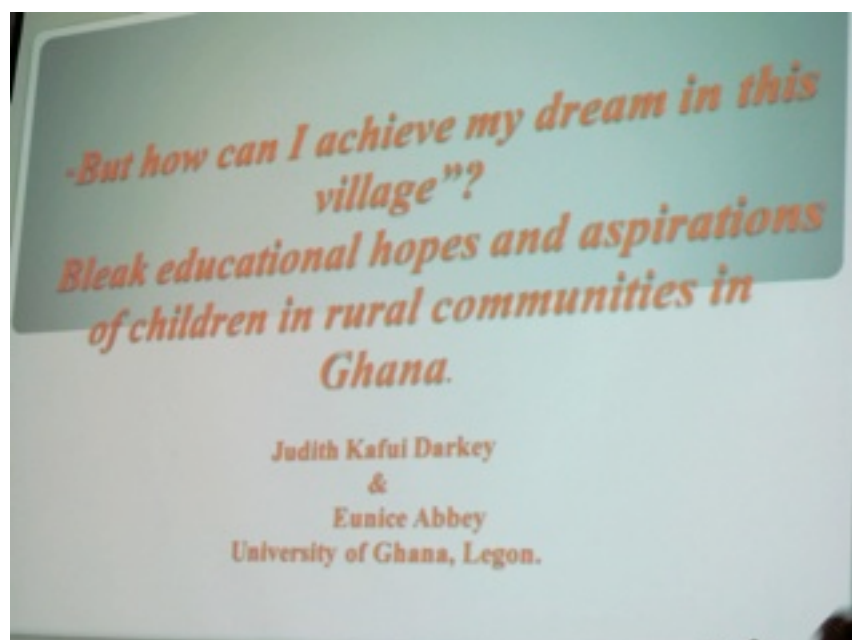 -But how can I achieve my dream in this
village”?
Bleak educational hopes and aspirations
of children in rural communities in
Ghana.
Judith Kafui Darkey
&
Eunice Abbey
University of Ghana, Legon.